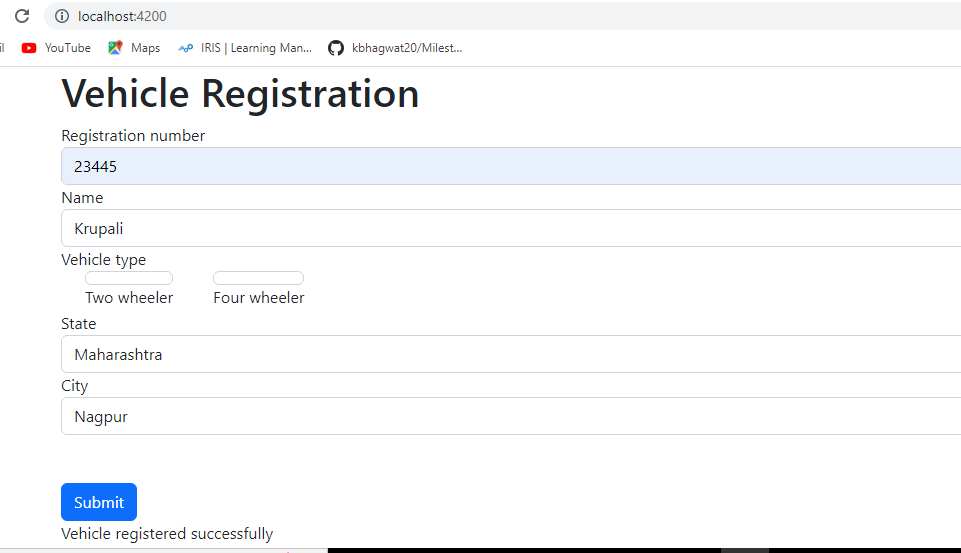 localhost:4200
YouTube Maps IRIS | Learning Man... kbhagwat20/Milest...
Vehicle Registration
Registration number
23445
Name
Krupali
Vehicle type
Two wheeler Four wheeler
State
Maharashtra
City
Nagpur
Submit
Vehicle registered successfully